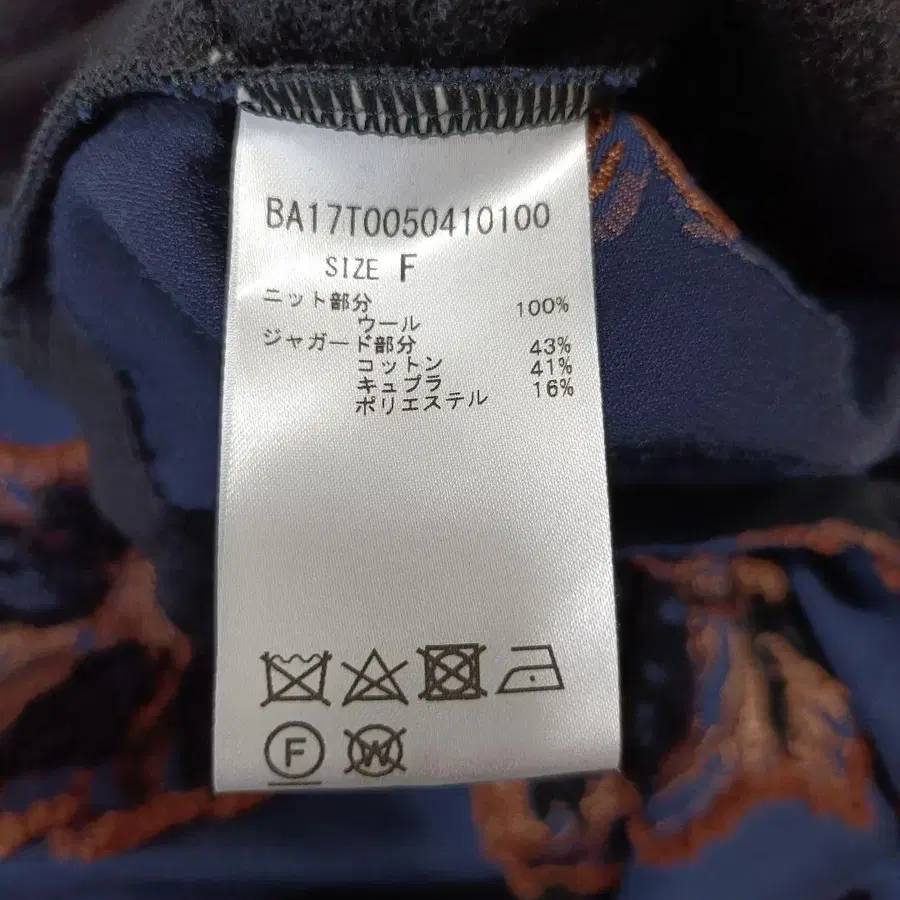 BA17T0050410100
SIZE F
ニット部分
ウール 100%
ジャガード部分
コットン 43%
キュプラ 41%
ポリエステル 16%
F W